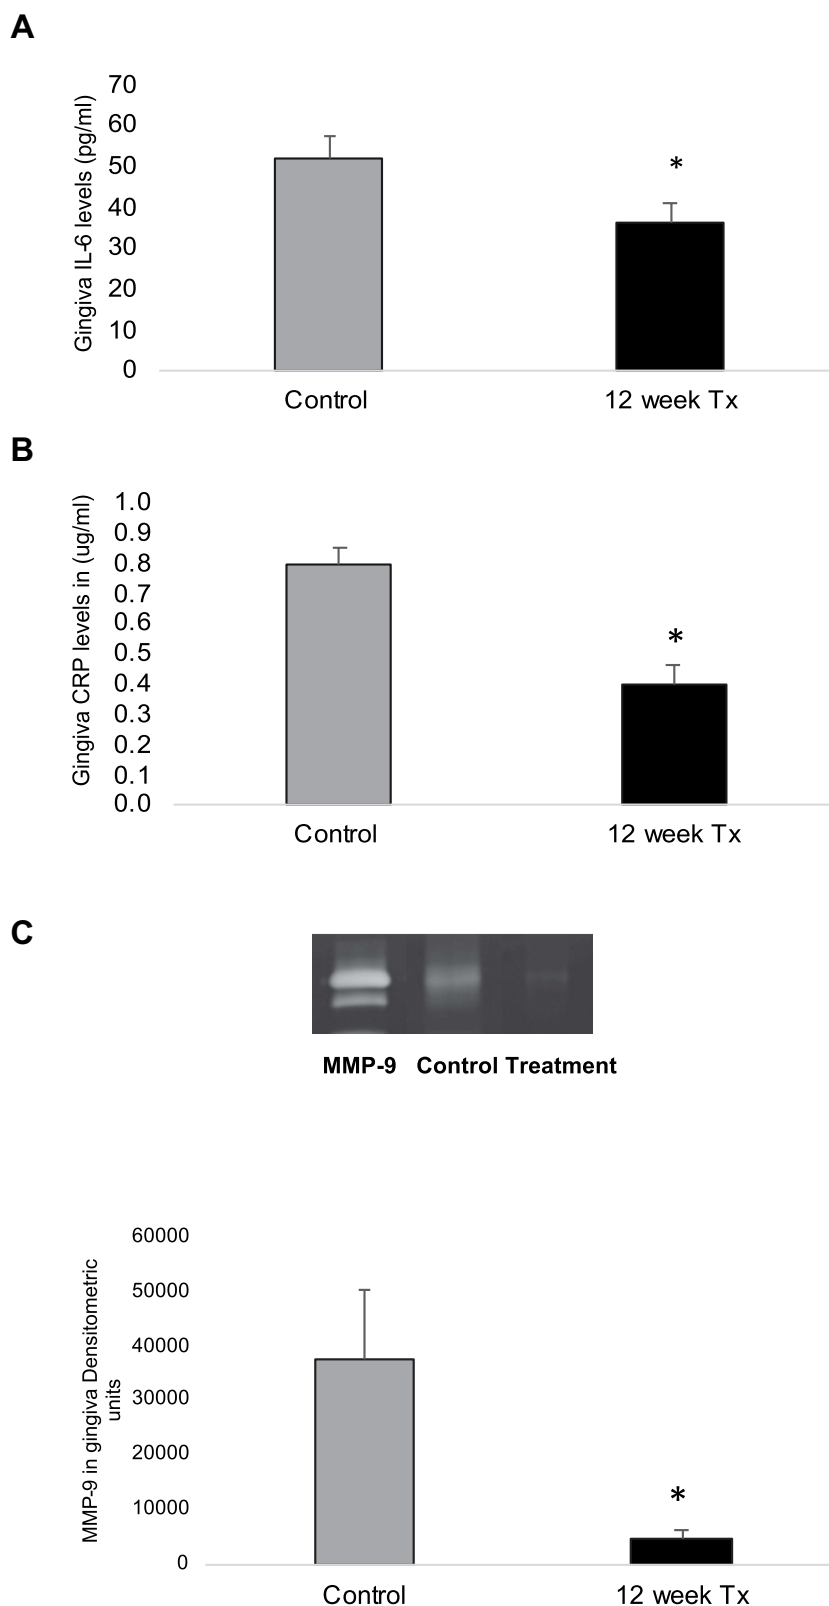 A
Gingiva IL-6 levels (pg/ml)
70
60
50
40
30
20
10
0
*
Control
12 week Tx
B
Gingiva CRP levels in (ug/ml)
1.0
0.9
0.8
0.7
0.6
0.5
0.4
0.3
0.2
0.1
0.0
*
Control
12 week Tx
C
MMP-9 Control Treatment
MMP-9 in gingiva Densitometric
units
60000
50000
40000
30000
20000
10000
0
*
Control
12 week Tx